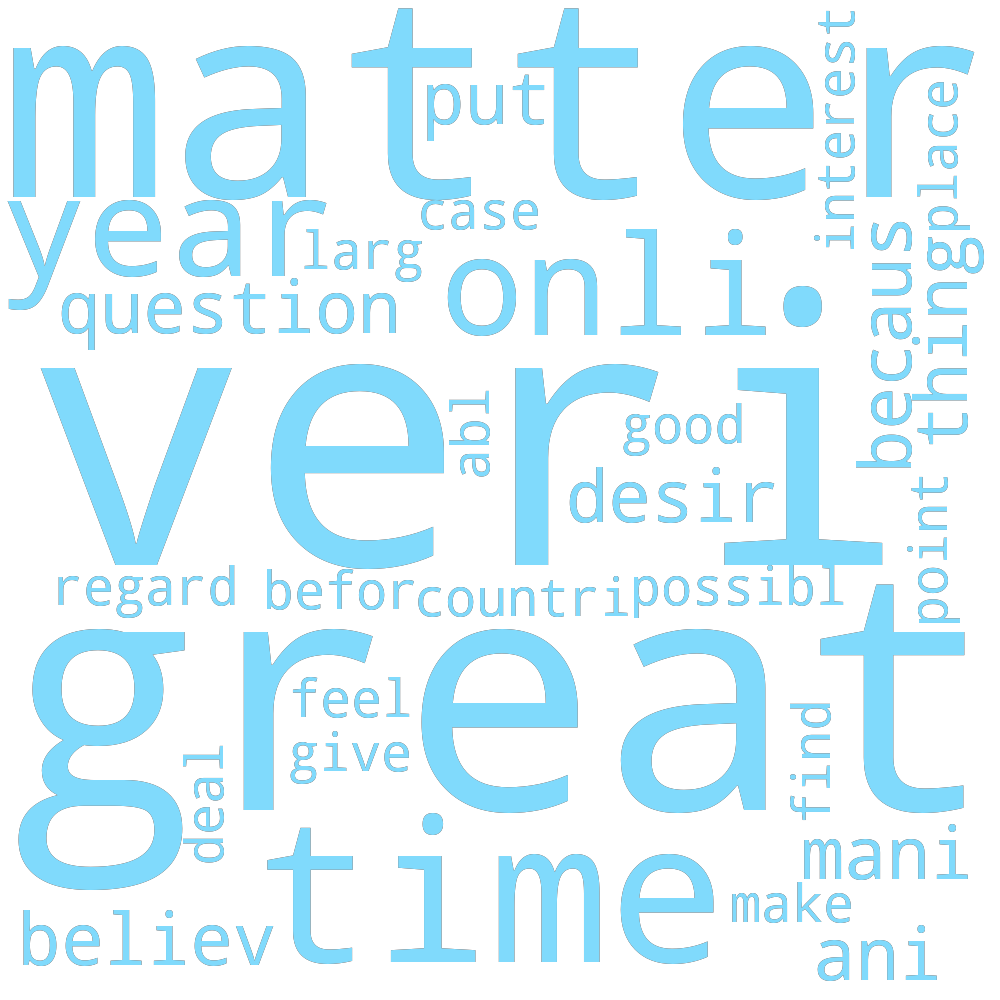 matter
put
interest
place
year
case
larg
onli
because
thing
question
veri
abl
good
desir
point
regard
befor
countri
possibl
great
feel
give
find
deal
time
mani
make
believ
ani